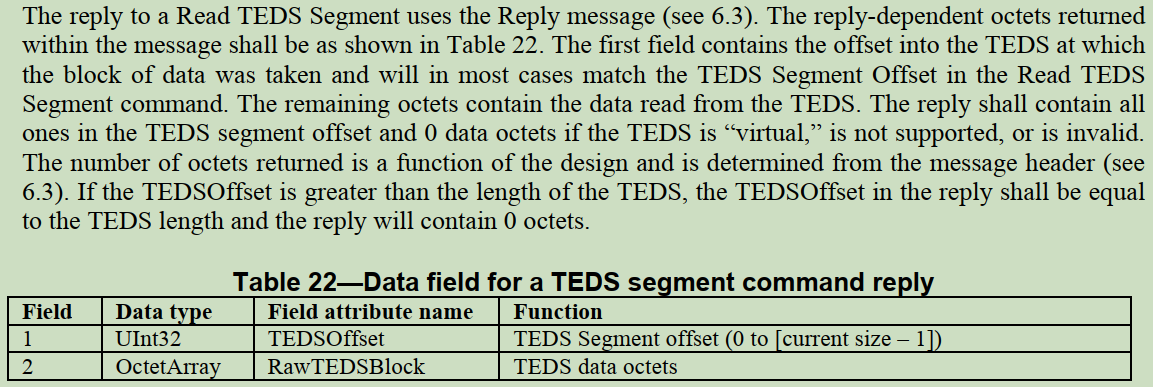 The reply to a Read TEDS Segment uses the Reply message (see 6.3). The reply-dependent octets returned
within the message shall be as shown in Table 22. The first field contains the offset into the TEDS at which
the block of data was taken and will in most cases match the TEDS Segment Offset in the Read TEDS
Segment command. The remaining octets contain the data read from the TEDS. The reply shall contain all
ones in the TEDS segment offset and 0 data octets if the TEDS is “virtual,” is not supported, or is invalid.
The number of octets returned is a function of the design and is determined from the message header (see
6.3). If the TEDSOffset is greater than the length of the TEDS, the TEDSOffset in the reply shall be equal
to the TEDS length and the reply will contain 0 octets.
Table 22—Data field for a TEDS segment command reply
Field Data type Field attribute name Function
1 UInt32 TEDSOffset TEDS Segment offset (0 to [current size – 1])
2 OctetArray RawTEDSBlock TEDS data octets